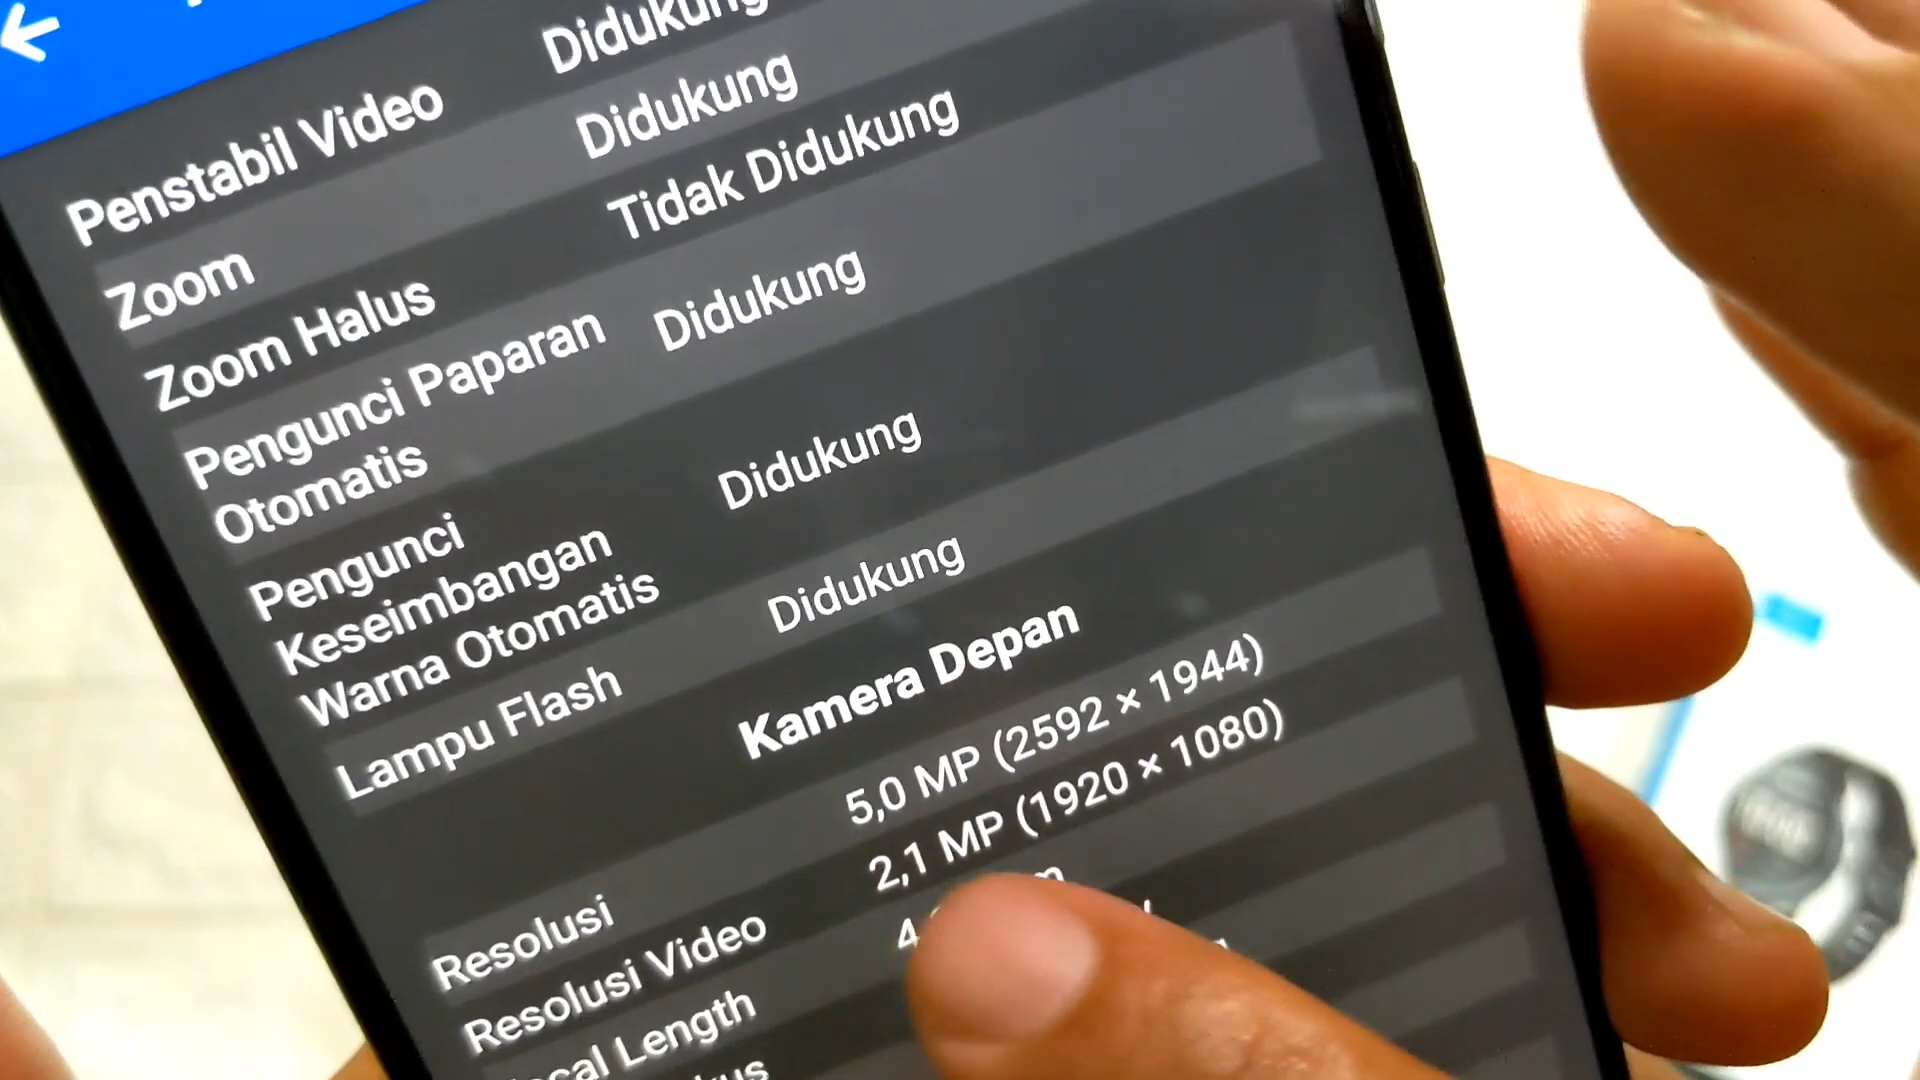 Penstabil Video Didukung
Zoom Didukung
Zoom Halus Tidak Didukung
Pengunci Paparan Didukung
Otomatis
Pengunci
Keseimbangan Didukung
Warna Otomatis
Lampu Flash Didukung
Kamera Depan
Resolusi 5,0 MP (2592 × 1944)
Resolusi Video 2,1 MP (1920 × 1080)
Length